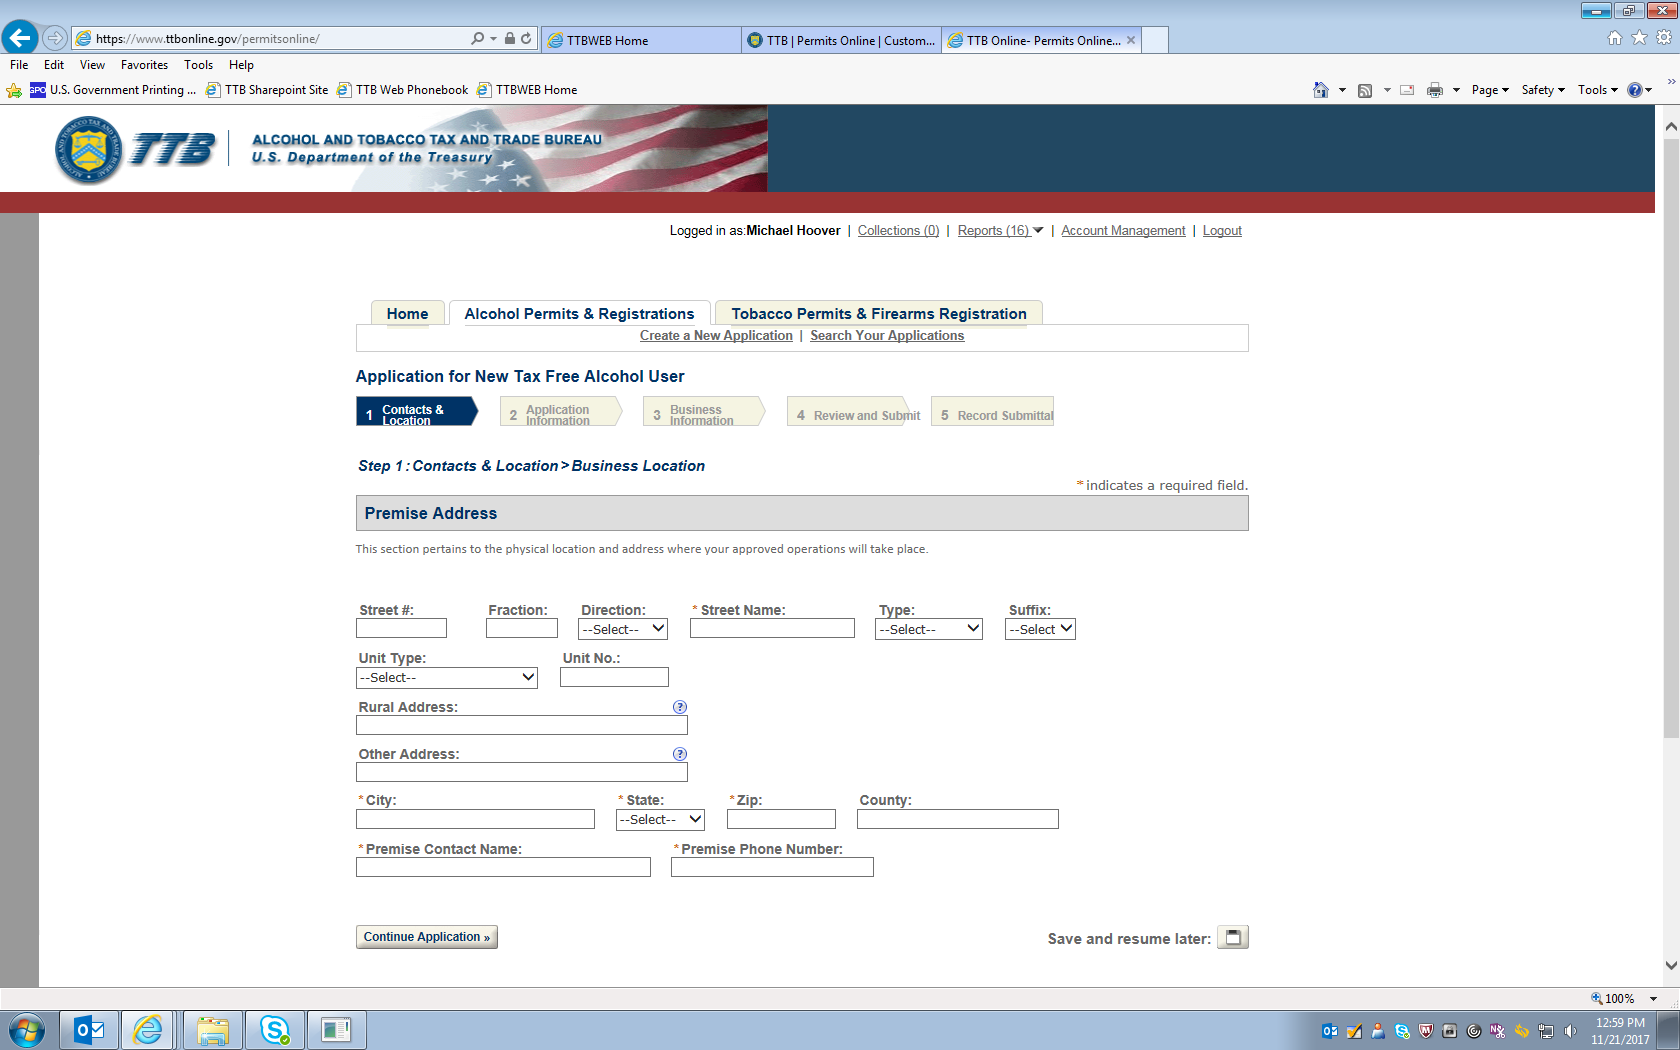 https://www.ttbonline.gov/permitsonline/
TTBWEB Home
TTB | Permits Online | Custom...
TTB Online- Permits Online...
File Edit View Favorites Tools Help
GPO U.S. Government Printing ... TTB Sharepoint Site TTB Web Phonebook TTBWEB Home
Page Safety Tools
TTB
ALCOHOL AND TOBACCO TAX AND TRADE BUREAU
U.S. Department of the Treasury
Logged in as:Michael Hoover | Collections (0) | Reports (16) | Account Management | Logout
Home Alcohol Permits & Registrations Tobacco Permits & Firearms Registration
Create a New Application | Search Your Applications
Application for New Tax Free Alcohol User
1 Contacts & Location
2 Application Information
3 Business Information
4 Review and Submit
5 Record Submittal
Step 1: Contacts & Location > Business Location
* indicates a required field.
Premise Address
This section pertains to the physical location and address where your approved operations will take place.
Street #: Fraction: Direction: * Street Name: Type: Suffix:
--Select-- --Select-- --Select
Unit Type: Unit No.:
--Select--
Rural Address: ?
Other Address: ?
* City: * State: * Zip: County:
--Select--
* Premise Contact Name: * Premise Phone Number:
Continue Application »
Save and resume later:
100%
12:59 PM
11/21/2017